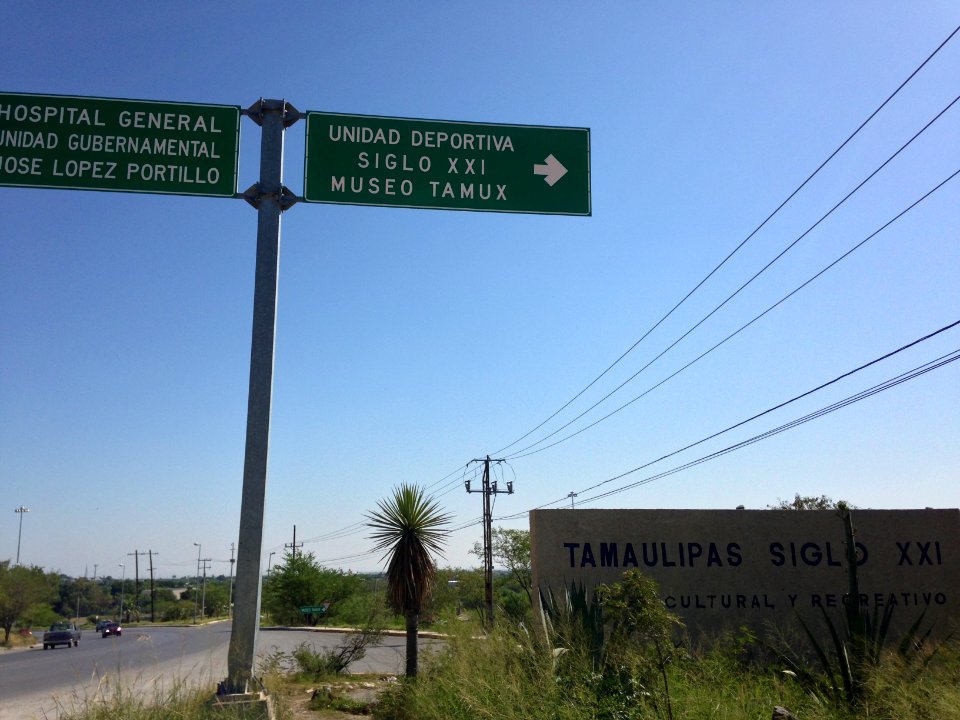 HOSPITAL GENERAL
UNIDAD GUBERNAMENTAL
JOSE LOPEZ PORTILLO
UNIDAD DEPORTIVA
SIGLO XXI
MUSEO TAMUX
TAMAULIPAS SIGLO XXI
CULTURAL Y RECREATIVO